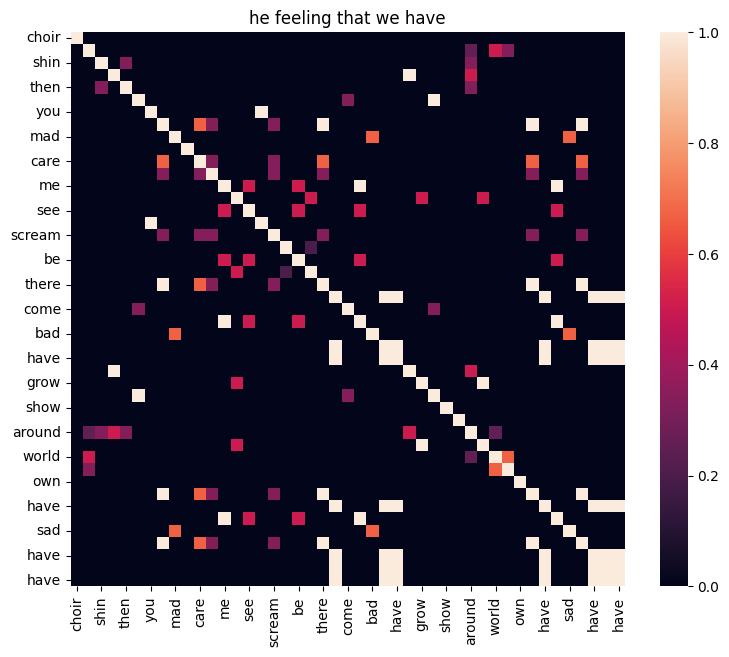 he feeling that we have
choir
shin
then
you
mad
care
me
see
scream
be
there
come
bad
have
grow
show
around
world
own
have
sad
have
have
1.0
0.8
0.6
0.4
0.2
0.0
choir
shin
then
you
mad
care
me
see
scream
be
there
come
bad
have
grow
show
around
world
own
have
sad
have
have